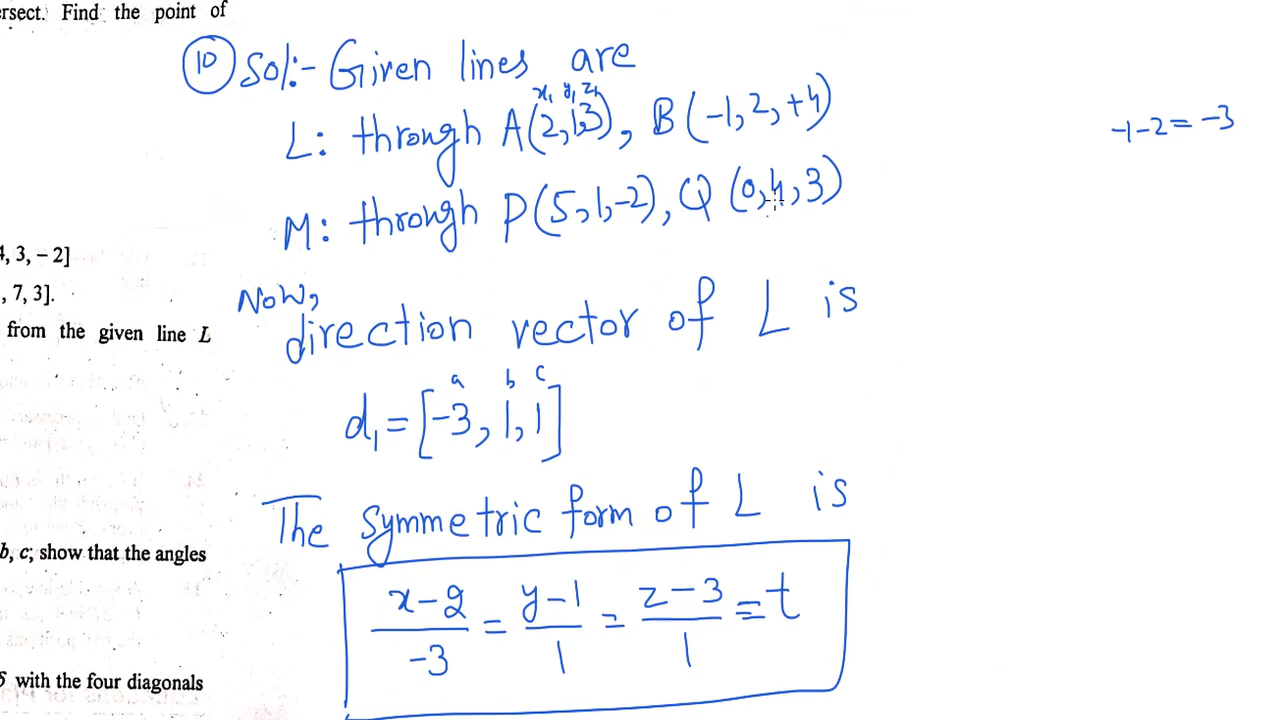 rsect. Find the point of
10 Sol:- Given lines are
x₁ y₁ z₁
L: through A(2,1,3), B(-1,2,+4)
-1-2=-3
M: through P(5,1,-2), Q(0,4,3)
4, 3, – 2]
, 7, 3].
Now,
from the given line L
direction vector of L is
a b c
d₁=[-3,1,1]
The symmetric form of L is
b, c; show that the angles
x-2/-3 = y-1/1 = z-3/1 = t
5 with the four diagonals